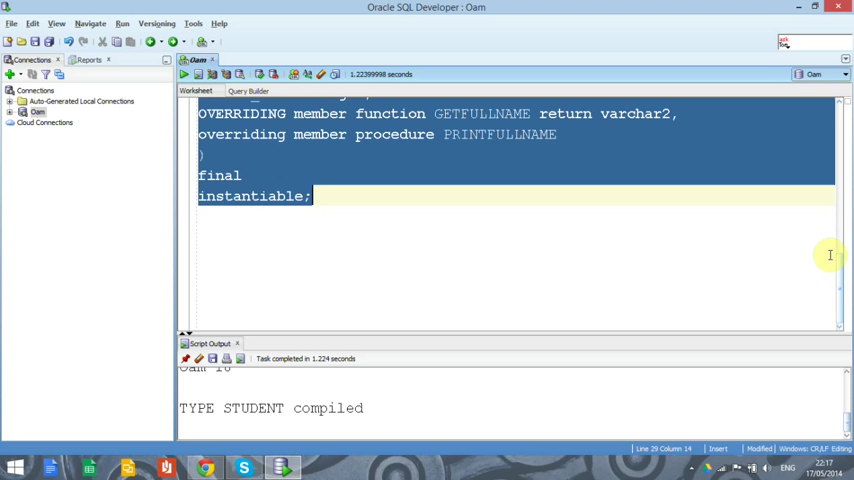 Oracle SQL Developer : Oam
File Edit View Navigate Run Versioning Tools Help
Connections Reports Oam
1.22399998 seconds Oam
Worksheet Query Builder
Connections
Auto-Generated Local Connections
Oam
Cloud Connections
OVERRIDING member function GETFULLNAME return varchar2,
overriding member procedure PRINTFULLNAME
)
final
instantiable;
Script Output
Task completed in 1.224 seconds
TYPE STUDENT compiled
Line 29 Column 14 Insert Modified Windows: CR/LF Editing
ENG
22:17
17/05/2014